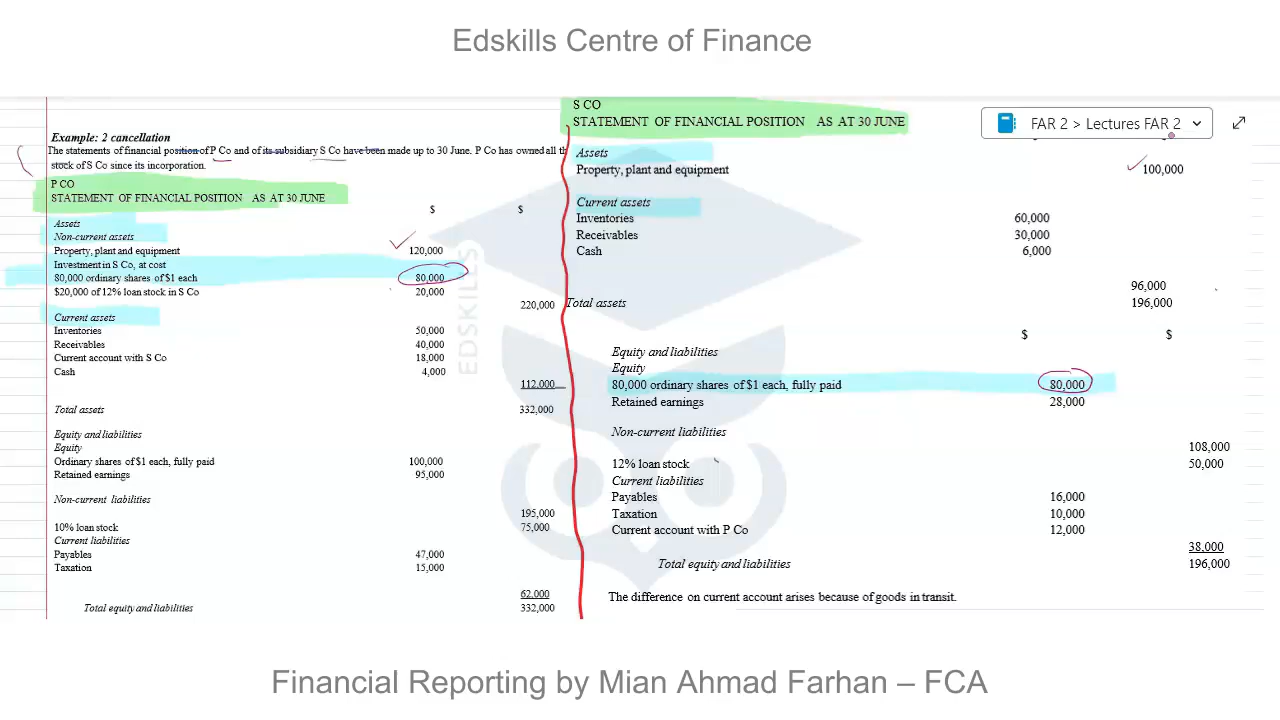 Edskills Centre of Finance
Example: 2 cancellation
The statements of financial position of P Co and of its subsidiary S Co have been made up to 30 June. P Co has owned all th
stock of S Co since its incorporation.
P CO
STATEMENT OF FINANCIAL POSITION AS AT 30 JUNE
$ $
Assets
Non-current assets
Property, plant and equipment 120,000
Investment in S Co, at cost
80,000 ordinary shares of $1 each 80,000
$20,000 of 12% loan stock in S Co 20,000
220,000
Current assets
Inventories 50,000
Receivables 40,000
Current account with S Co 18,000
Cash 4,000
112,000
Total assets 332,000
Equity and liabilities
Equity
Ordinary shares of $1 each, fully paid 100,000
Retained earnings 95,000
Non-current liabilities
195,000
10% loan stock 75,000
Current liabilities
Payables 47,000
Taxation 15,000
62,000
Total equity and liabilities 332,000
S CO
STATEMENT OF FINANCIAL POSITION AS AT 30 JUNE
FAR 2 > Lectures FAR 2
Assets
Property, plant and equipment 100,000
Current assets
Inventories 60,000
Receivables 30,000
Cash 6,000
96,000
Total assets 196,000
$ $
Equity and liabilities
Equity
80,000 ordinary shares of $1 each, fully paid 80,000
Retained earnings 28,000
Non-current liabilities
108,000
12% loan stock 50,000
Current liabilities
Payables 16,000
Taxation 10,000
Current account with P Co 12,000
38,000
Total equity and liabilities 196,000
The difference on current account arises because of goods in transit.
EDSKILLS
Financial Reporting by Mian Ahmad Farhan – FCA